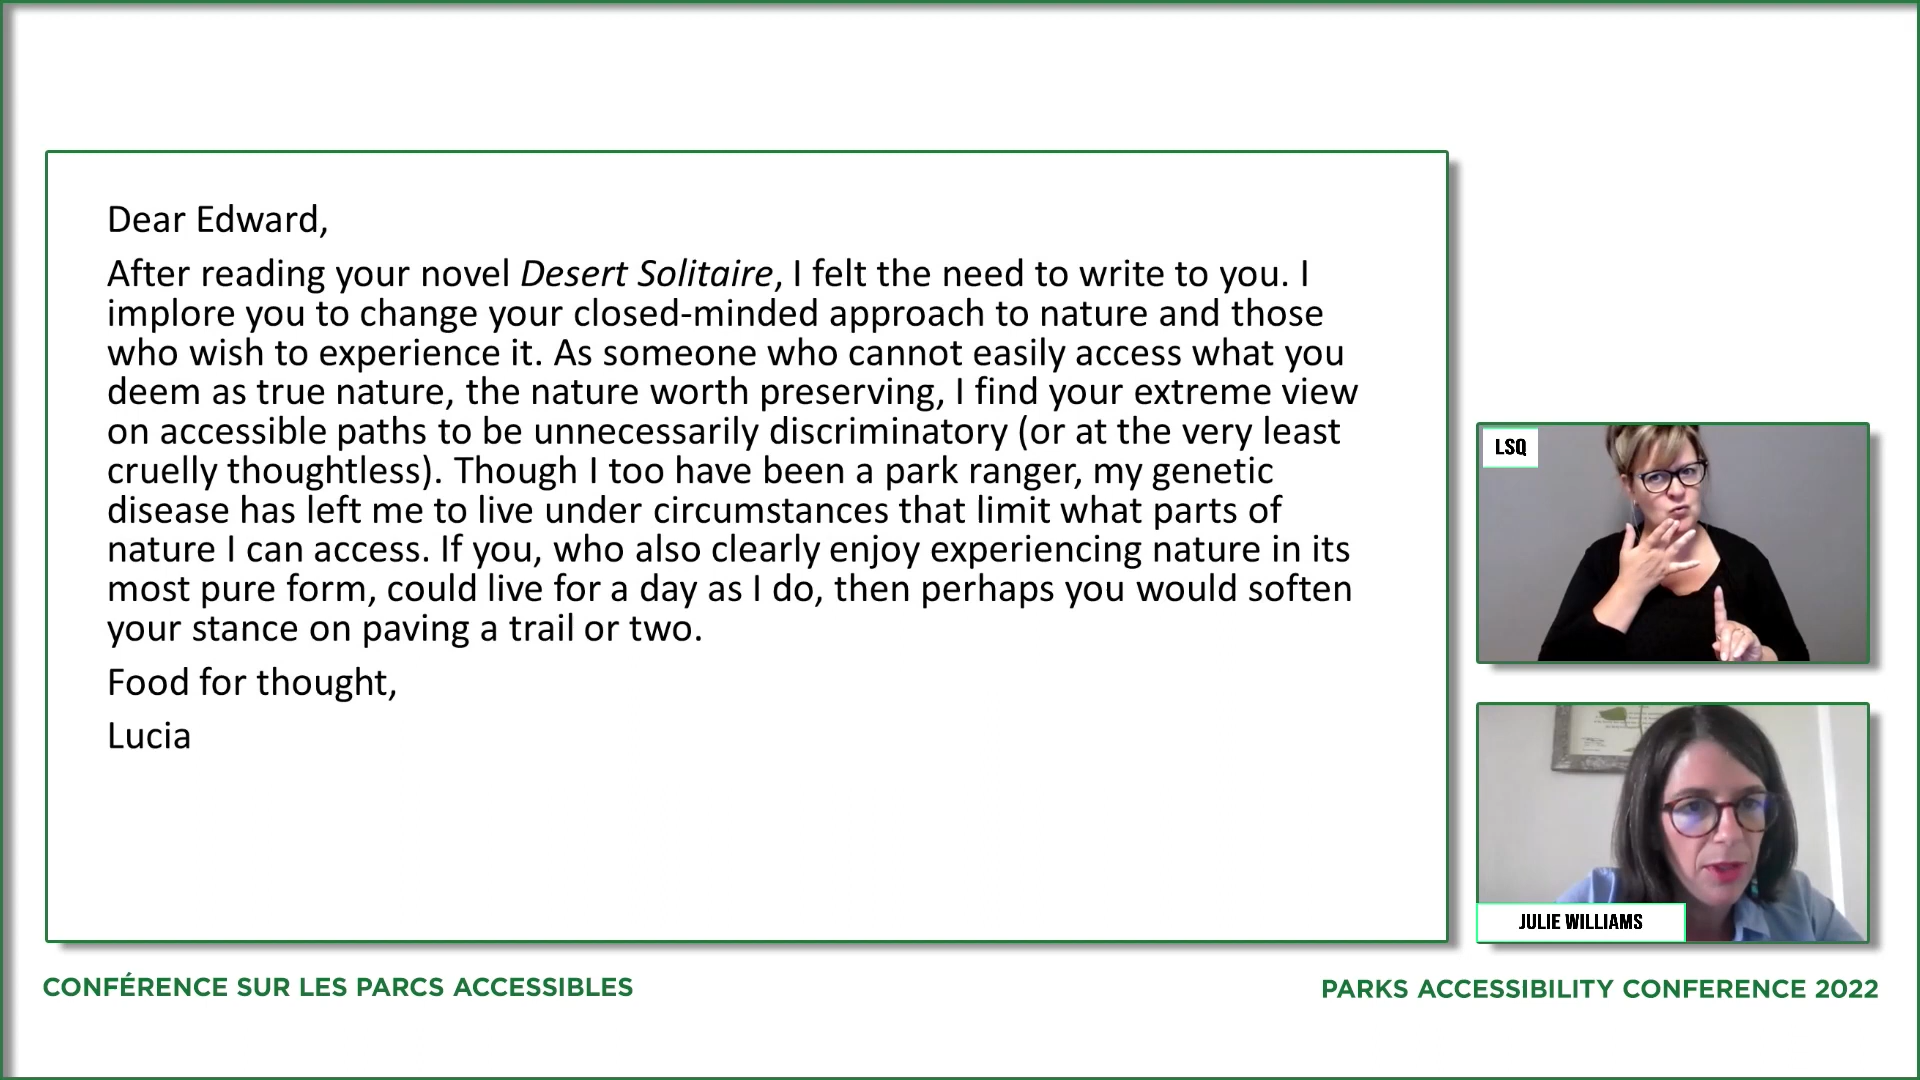 Dear Edward,
After reading your novel Desert Solitaire, I felt the need to write to you. I
implore you to change your closed-minded approach to nature and those
who wish to experience it. As someone who cannot easily access what you
deem as true nature, the nature worth preserving, I find your extreme view
on accessible paths to be unnecessarily discriminatory (or at the very least
cruelly thoughtless). Though I too have been a park ranger, my genetic
disease has left me to live under circumstances that limit what parts of
nature I can access. If you, who also clearly enjoy experiencing nature in its
most pure form, could live for a day as I do, then perhaps you would soften
your stance on paving a trail or two.
Food for thought,
Lucia
LSQ
JULIE WILLIAMS
CONFÉRENCE SUR LES PARCS ACCESSIBLES
PARKS ACCESSIBILITY CONFERENCE 2022